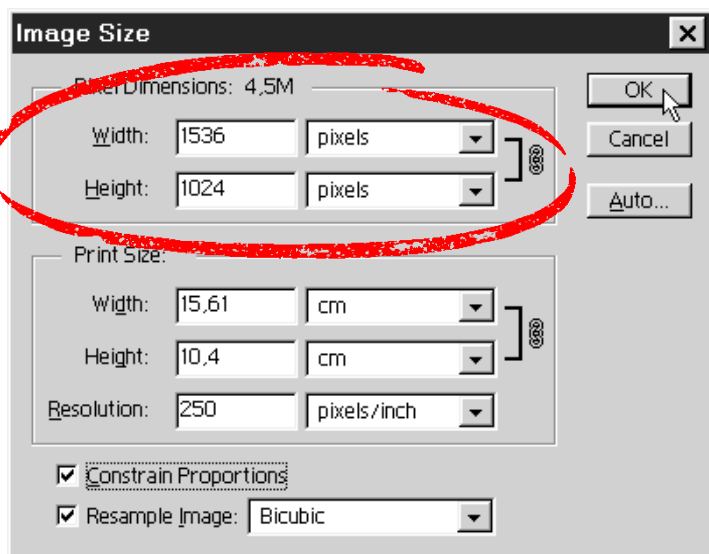 Image Size
Pixel Dimensions: 4,5M
Width: 1536 pixels
Height: 1024 pixels
OK
Cancel
Auto...
Print Size:
Width: 15,61 cm
Height: 10,4 cm
Resolution: 250 pixels/inch
Constrain Proportions
Resample Image: Bicubic